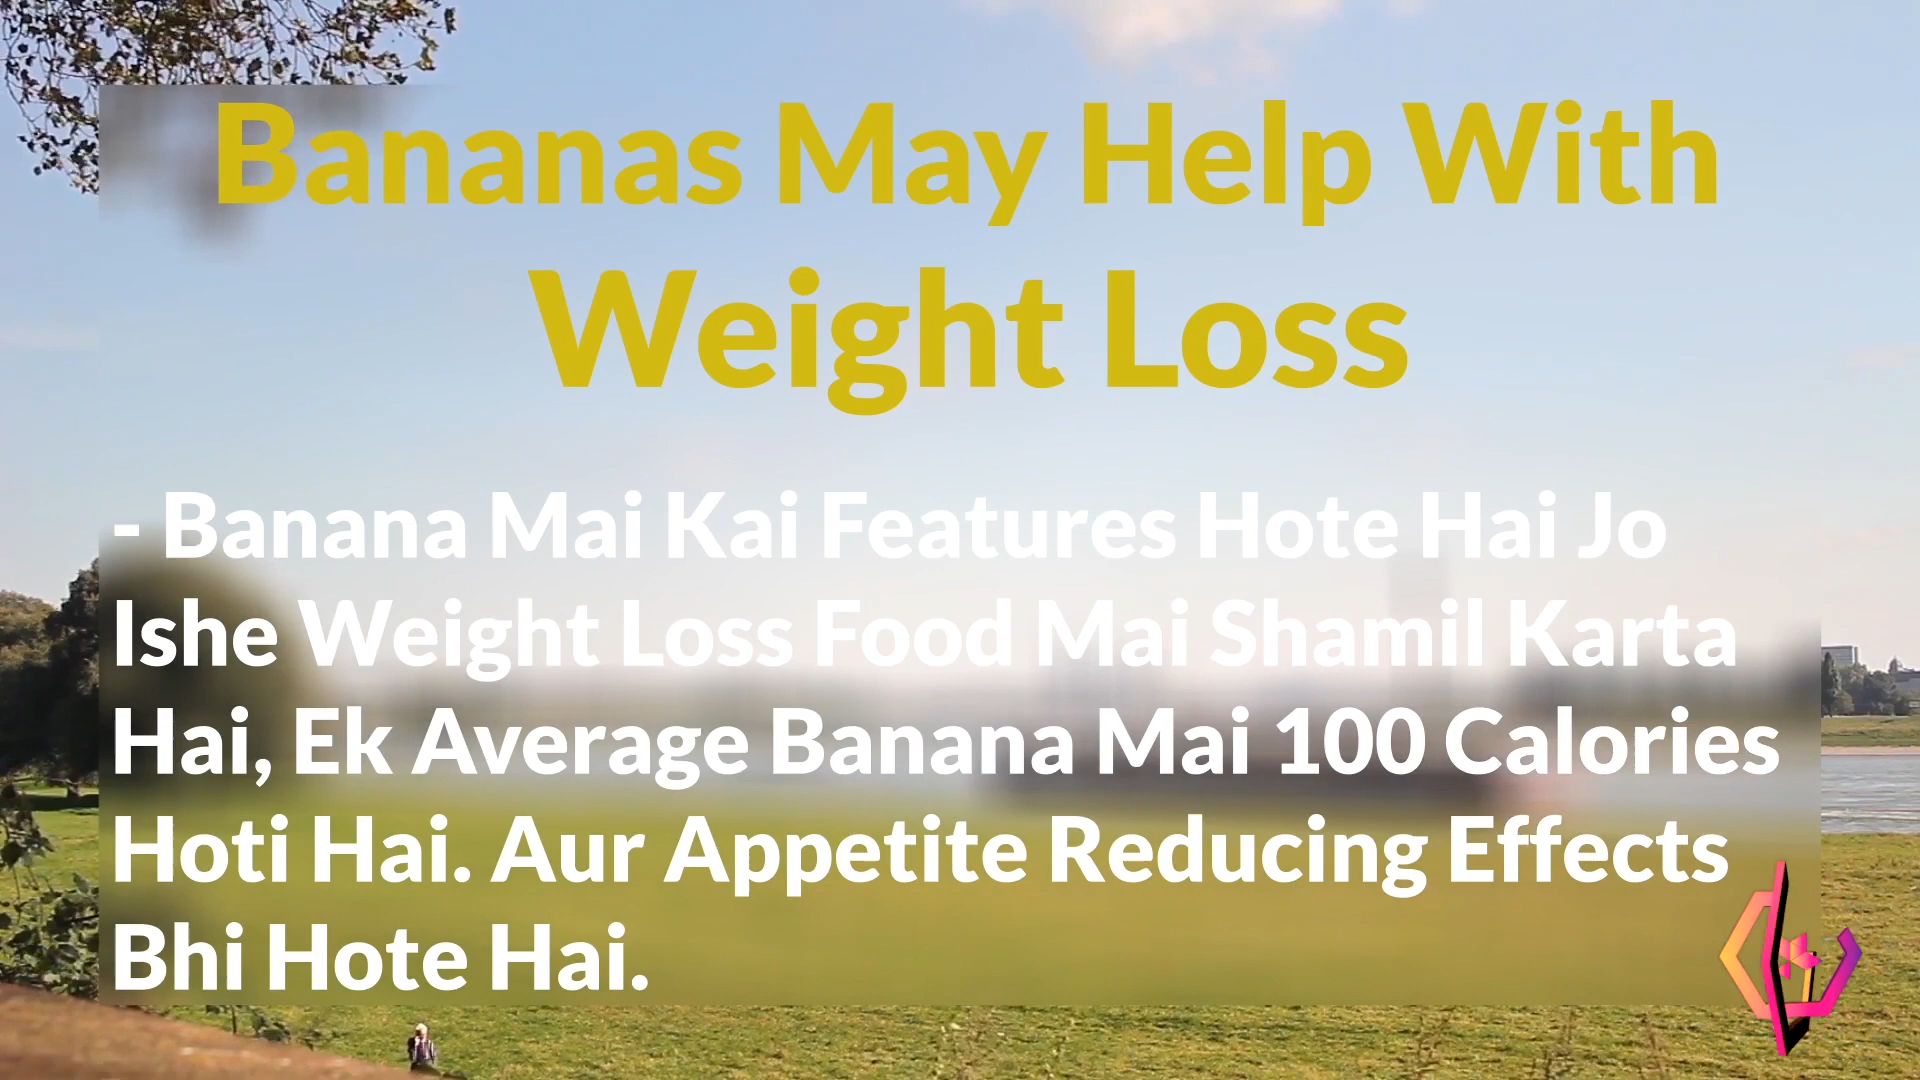 Bananas May Help With
Weight Loss
- Banana Mai Kai Features Hote Hai Jo
Ishe Weight Loss Food Mai Shamil Karta
Hai, Ek Average Banana Mai 100 Calories
Hoti Hai. Aur Appetite Reducing Effects
Bhi Hote Hai.